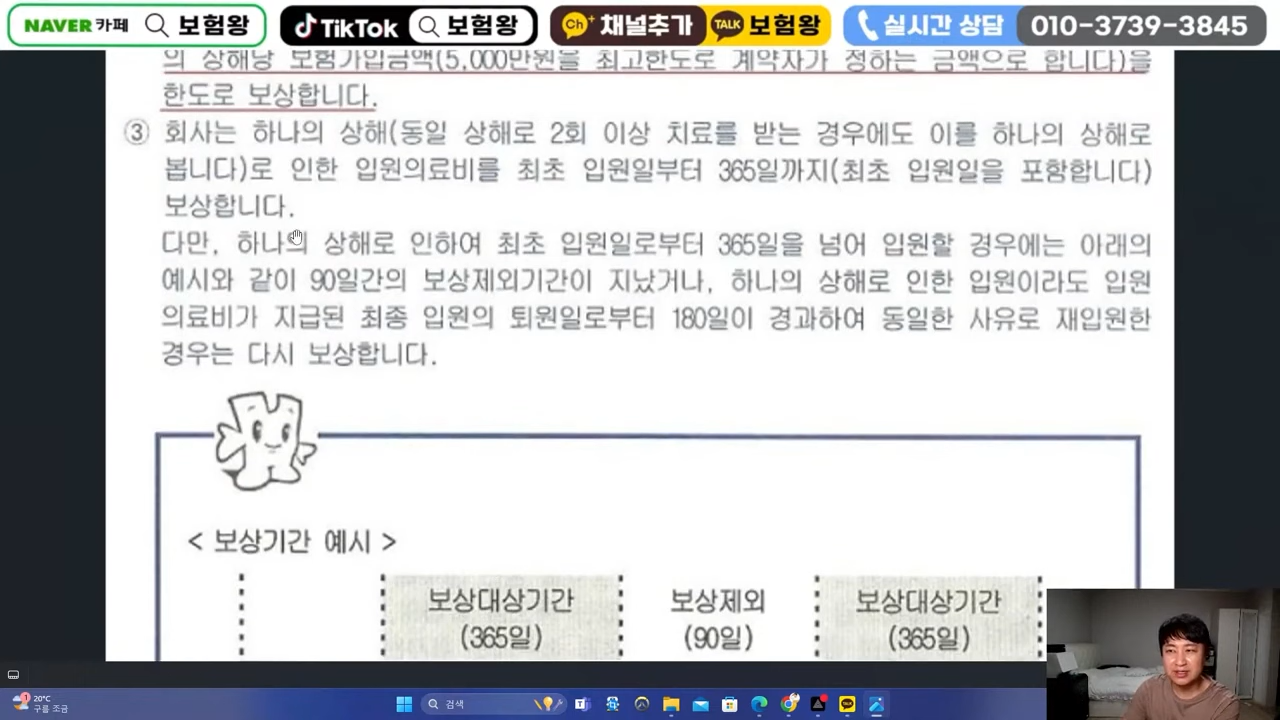 NAVER 카페 보험왕 TikTok 보험왕 Ch+ 채널추가 TALK 보험왕 실시간 상담 010-3739-3845
의 상해당 보험가입금액(5,000만원을 최고한도로 계약자가 정하는 금액으로 합니다)을
한도로 보상합니다.
③ 회사는 하나의 상해(동일 상해로 2회 이상 치료를 받는 경우에도 이를 하나의 상해로
봅니다)로 인한 입원의료비를 최초 입원일부터 365일까지(최초 입원일을 포함합니다)
보상합니다.
다만, 하나의 상해로 인하여 최초 입원일로부터 365일을 넘어 입원할 경우에는 아래의
예시와 같이 90일간의 보상제외기간이 지났거나, 하나의 상해로 인한 입원이라도 입원
의료비가 지급된 최종 입원의 퇴원일로부터 180일이 경과하여 동일한 사유로 재입원한
경우는 다시 보상합니다.
< 보상기간 예시 >
보상대상기간 보상제외 보상대상기간
(365일) (90일) (365일)
1
20°C
구름 조금
검색
TALK